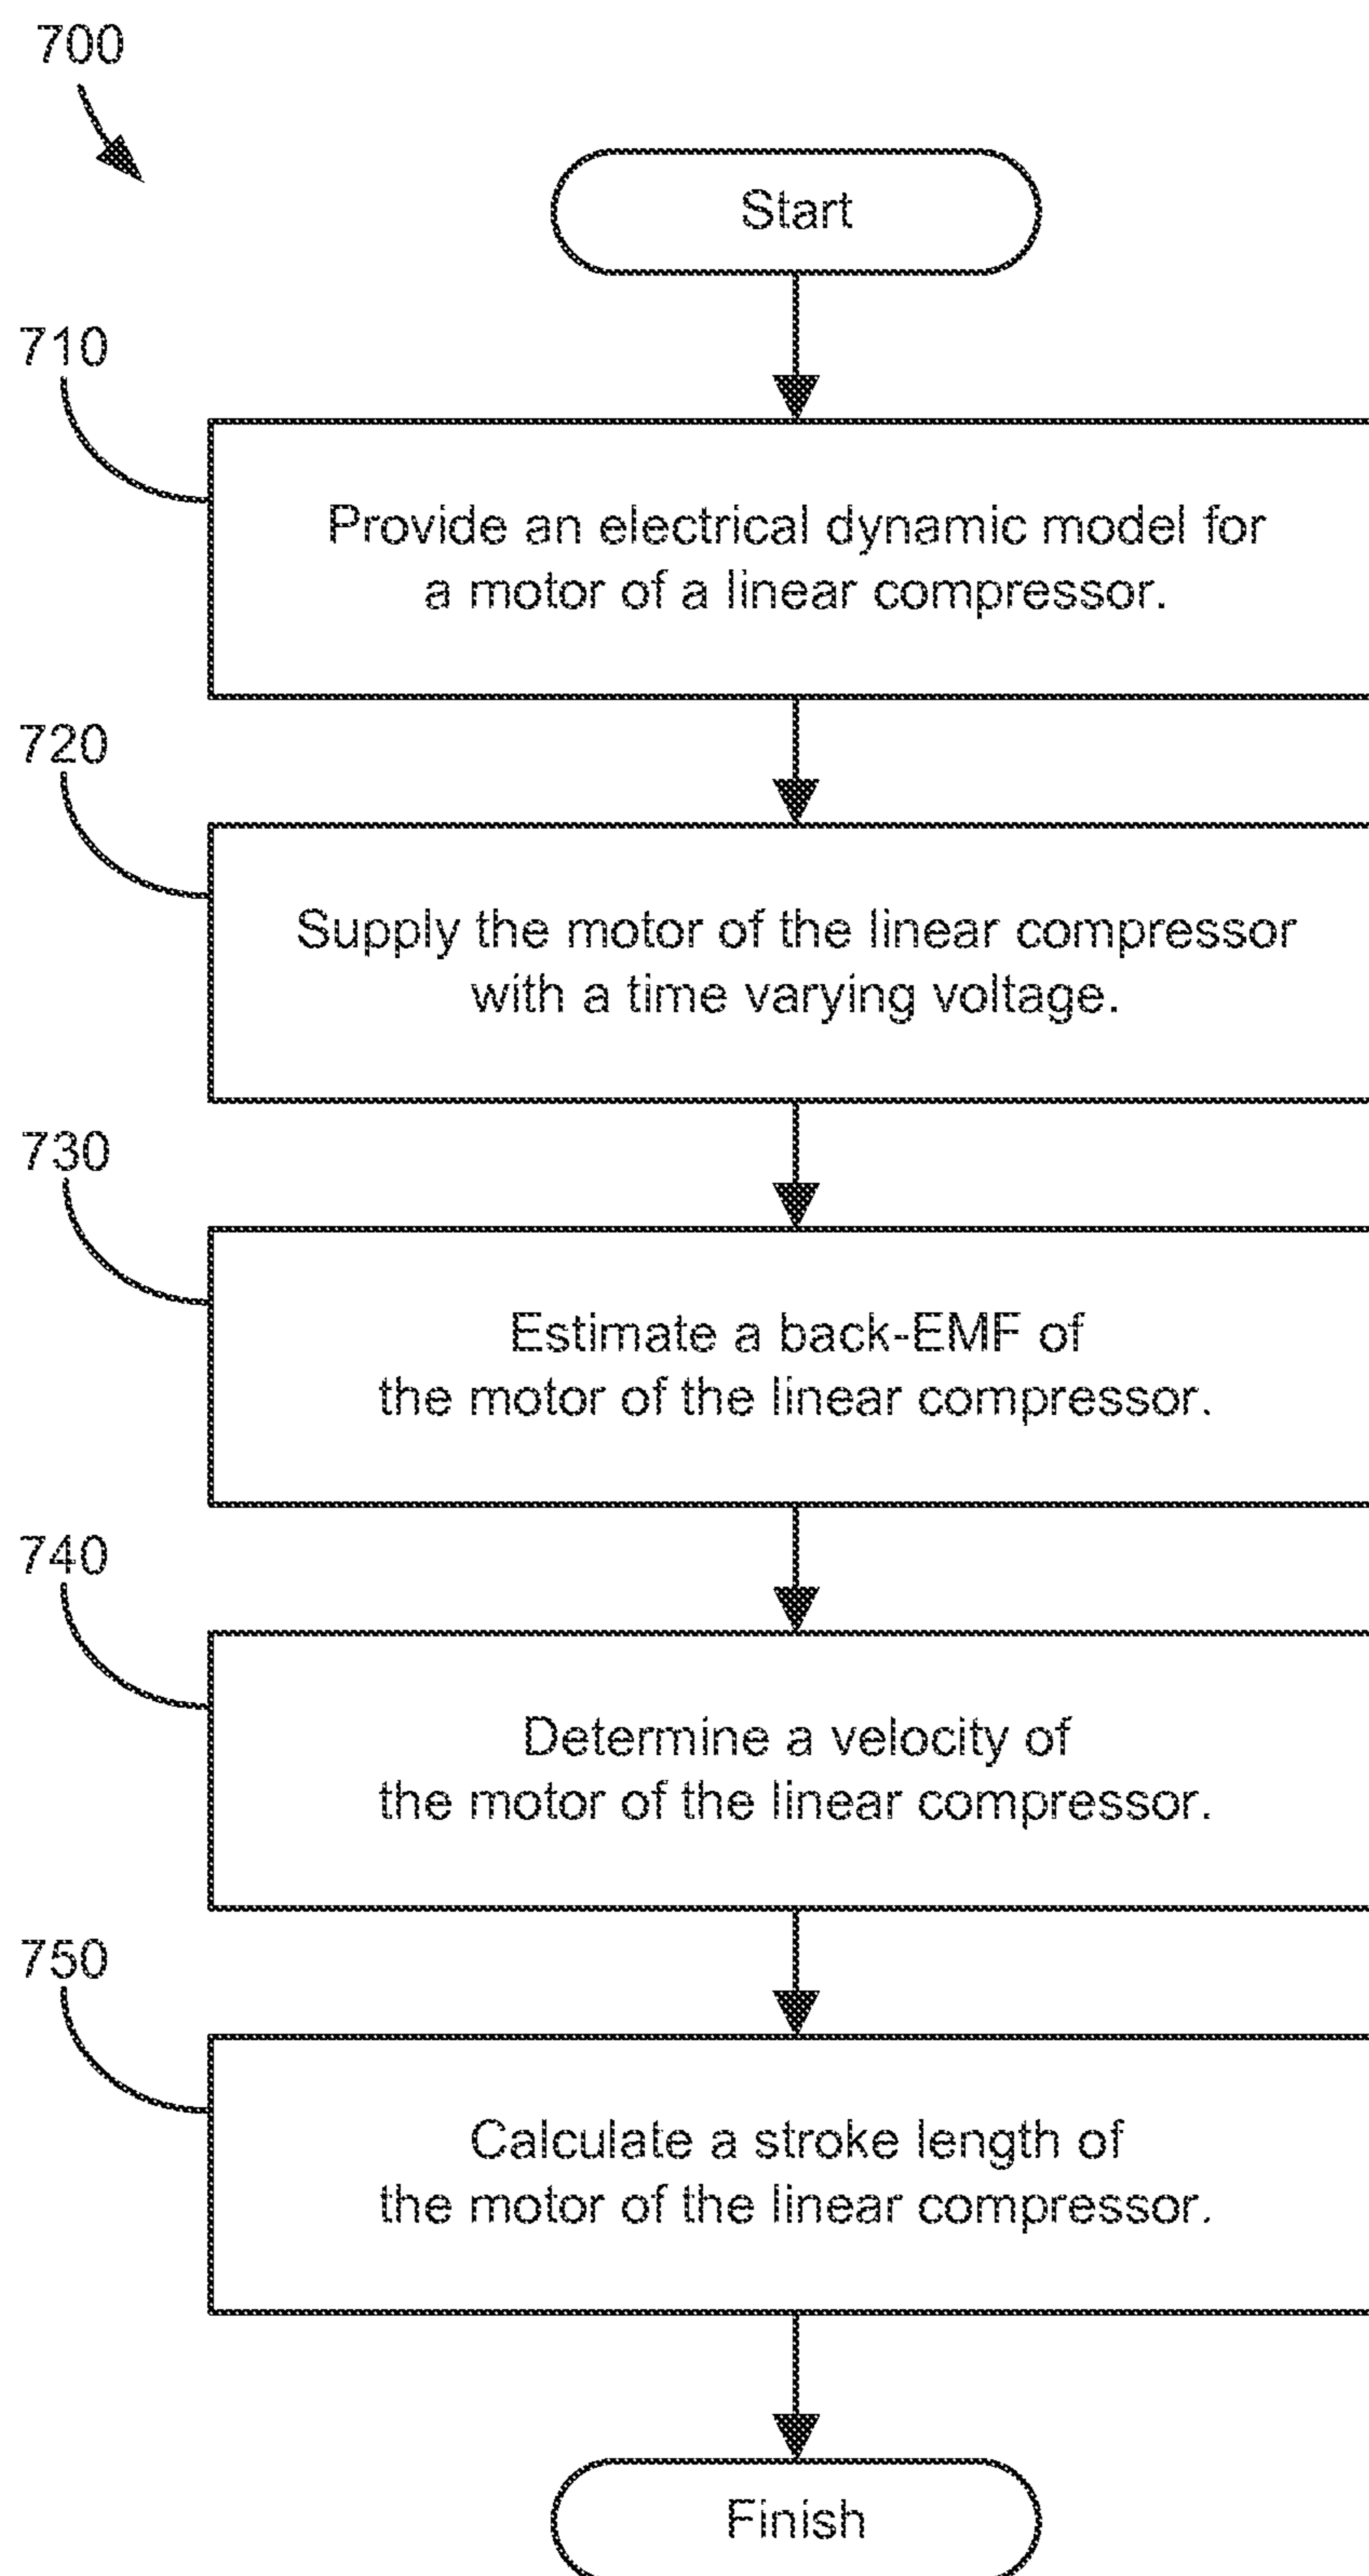 700
Start
710
Provide an electrical dynamic model for
a motor of a linear compressor.
720
Supply the motor of the linear compressor
with a time varying voltage.
730
Estimate a back-EMF of
the motor of the linear compressor.
740
Determine a velocity of
the motor of the linear compressor.
750
Calculate a stroke length of
the motor of the linear compressor.
Finish